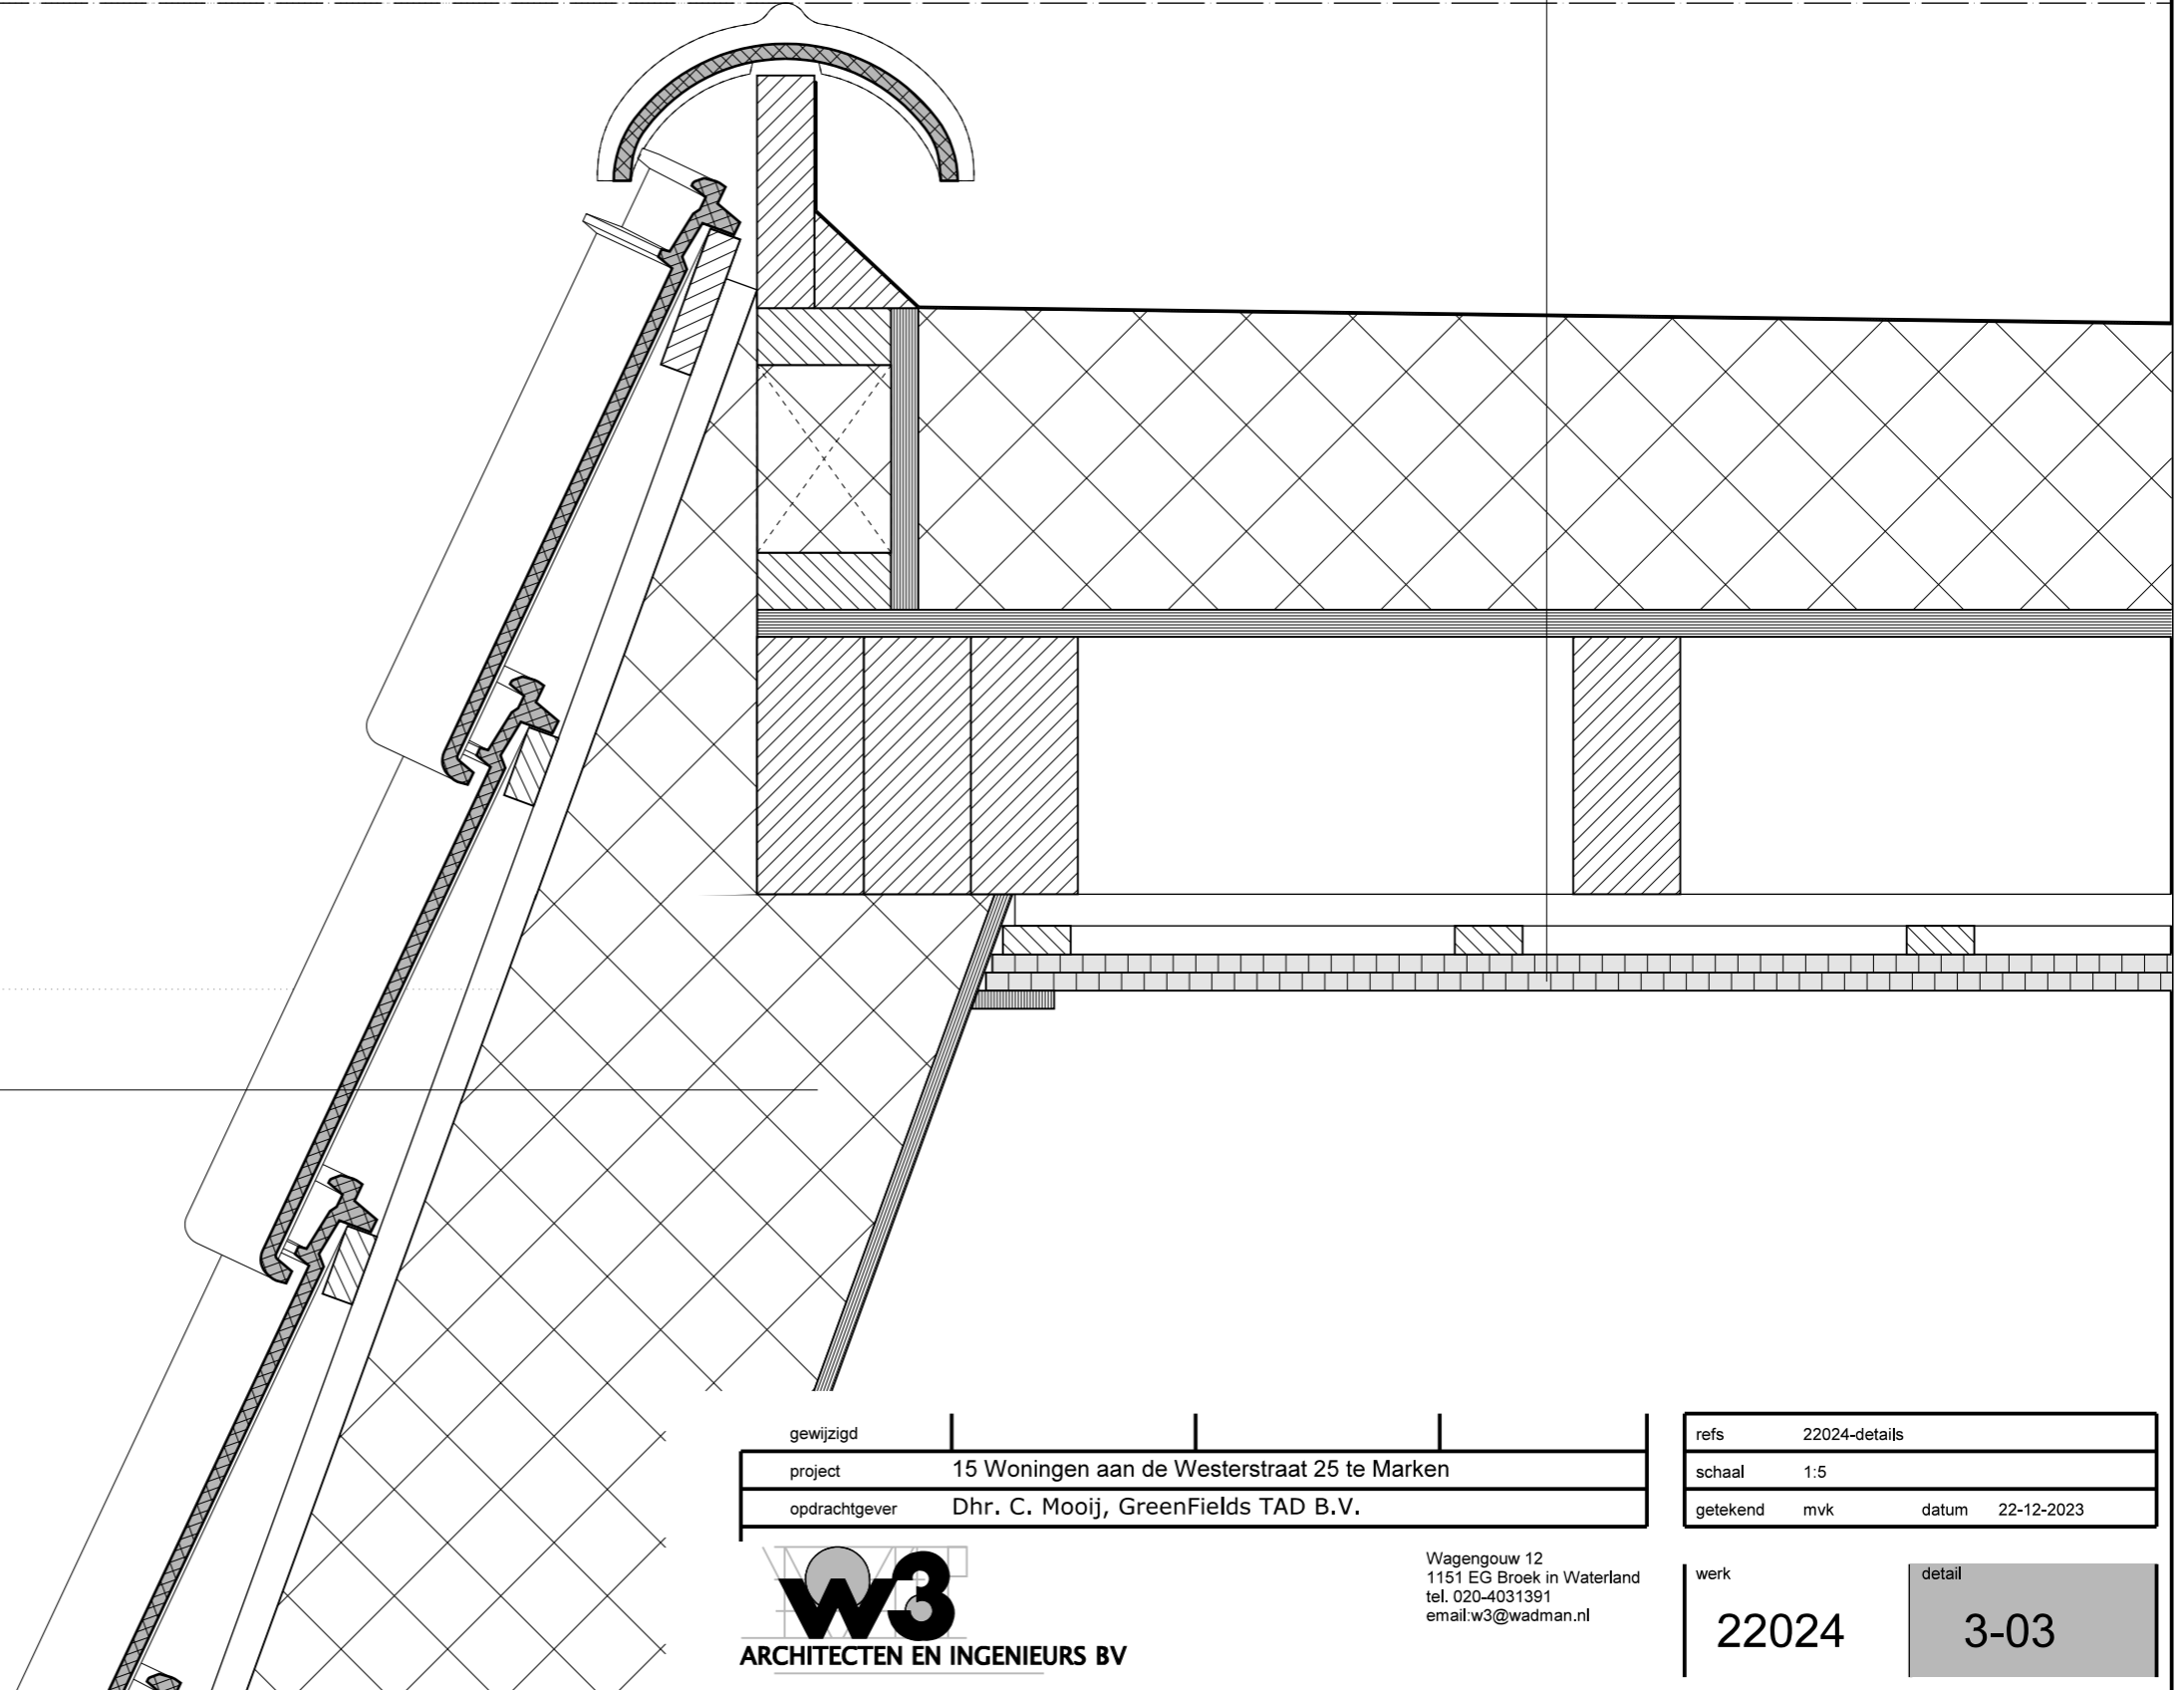 gewijzigd
project 15 Woningen aan de Westerstraat 25 te Marken
opdrachtgever Dhr. C. Mooij, GreenFields TAD B.V.
refs 22024-details
schaal 1:5
getekend mvk datum 22-12-2023
w3
ARCHITECTEN EN INGENIEURS BV
Wagengouw 12
1151 EG Broek in Waterland
tel. 020-4031391
email:w3@wadman.nl
werk detail
22024 3-03